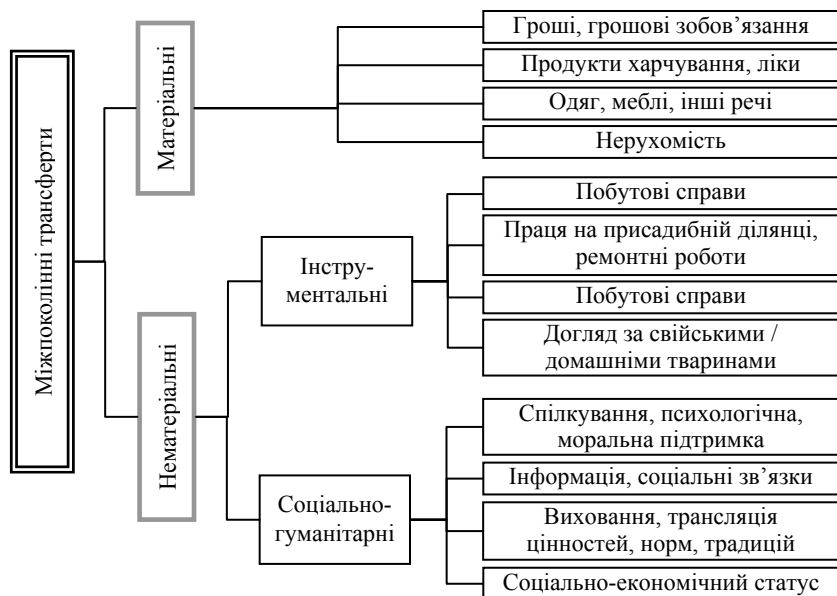 Міжпоколінні трансферти
Матеріальні
Гроші, грошові зобов’язання
Продукти харчування, ліки
Одяг, меблі, інші речі
Нерухомість
Нематеріальні
Інстру-
ментальні
Побутові справи
Праця на присадибній ділянці,
ремонтні роботи
Побутові справи
Догляд за свійськими /
домашніми тваринами
Соціально-
гуманітарні
Спілкування, психологічна,
моральна підтримка
Інформація, соціальні зв’язки
Виховання, трансляція
цінностей, норм, традицій
Соціально-економічний статус